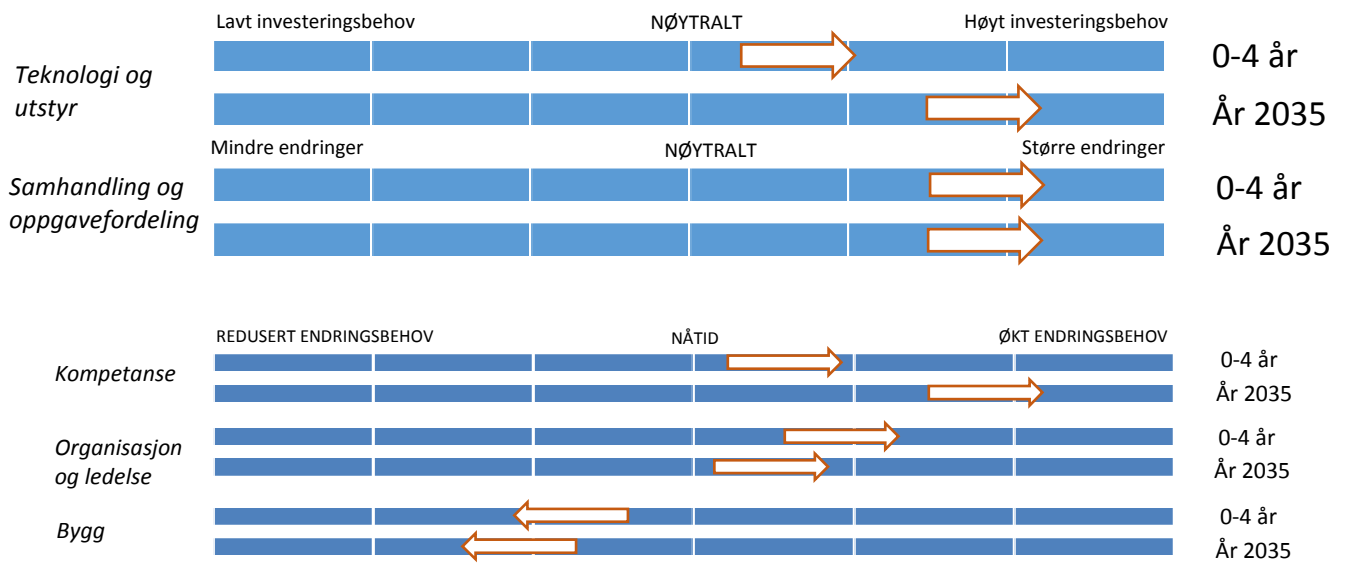 Lavt investeringsbehov NØYTRALT Høyt investeringsbehov
Teknologi og
utstyr
0-4 år
År 2035
Mindre endringer NØYTRALT Større endringer
Samhandling og
oppgavefordeling
0-4 år
År 2035
REDUSERT ENDRINGSBEHOV NÅTID ØKT ENDRINGSBEHOV
Kompetanse
0-4 år
År 2035
Organisasjon
og ledelse
0-4 år
År 2035
Bygg
0-4 år
År 2035